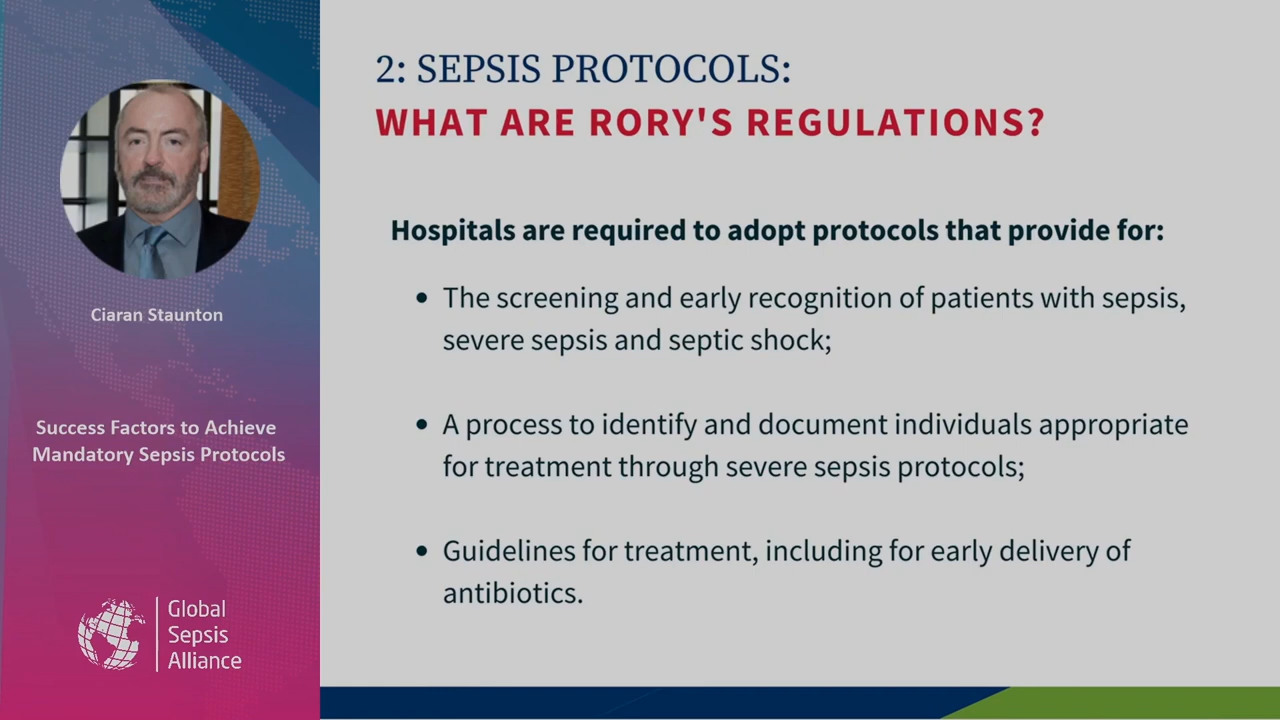 Ciaran Staunton
Success Factors to Achieve
Mandatory Sepsis Protocols
Global
Sepsis
Alliance
2: SEPSIS PROTOCOLS:
WHAT ARE RORY'S REGULATIONS?
Hospitals are required to adopt protocols that provide for:
• The screening and early recognition of patients with sepsis,
severe sepsis and septic shock;
• A process to identify and document individuals appropriate
for treatment through severe sepsis protocols;
• Guidelines for treatment, including for early delivery of
antibiotics.